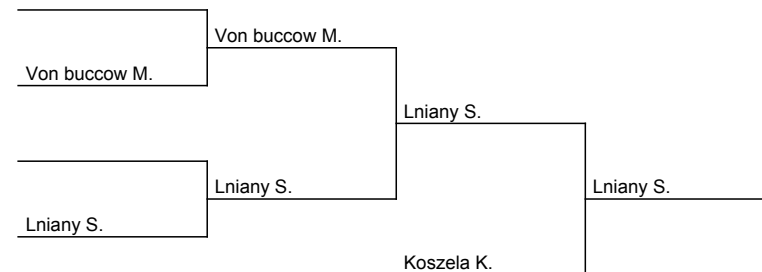 Von buccow M.
Von buccow M.
Lniany S.
Lniany S.
Lniany S.
Lniany S.
Koszela K.